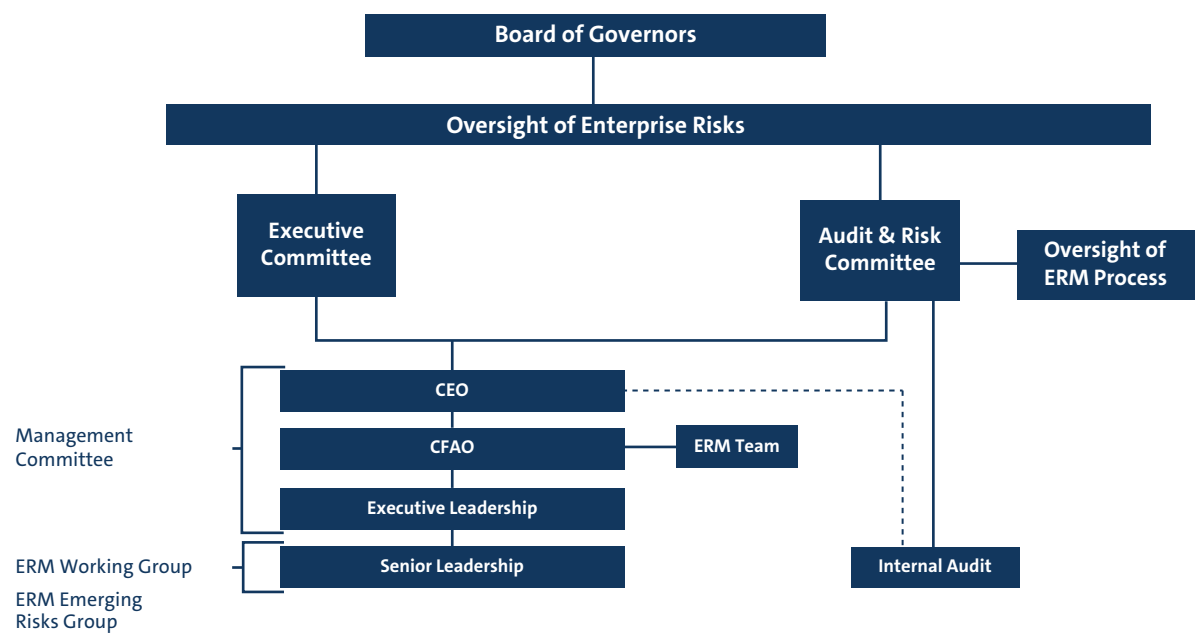 Board of Governors
Oversight of Enterprise Risks
Executive
Committee
Audit & Risk
Committee
Oversight of
ERM Process
CEO
Management
Committee
CFAO
ERM Team
Executive Leadership
ERM Working Group
Senior Leadership
Internal Audit
ERM Emerging
Risks Group